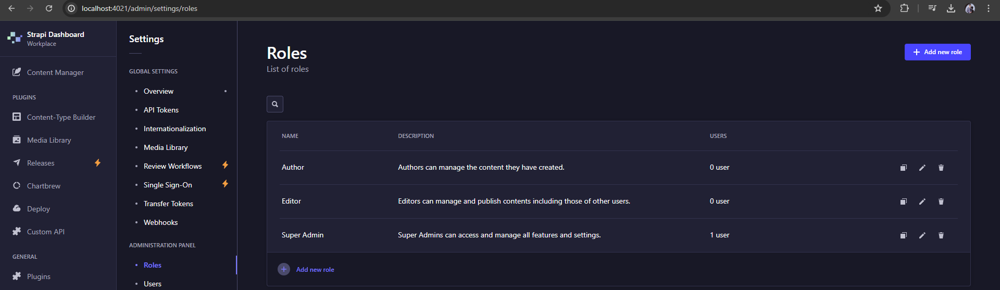 localhost:4021/admin/settings/roles
Strapi Dashboard
Workplace
Content Manager
PLUGINS
Content-Type Builder
Media Library
Releases
Chartbrew
Deploy
Custom API
GENERAL
Plugins
Settings
GLOBAL SETTINGS
Overview
API Tokens
Internationalization
Media Library
Review Workflows
Single Sign-On
Transfer Tokens
Webhooks
ADMINISTRATION PANEL
Roles
Users
Roles
List of roles
Add new role
NAME DESCRIPTION USERS
Author Authors can manage the content they have created. 0 user
Editor Editors can manage and publish contents including those of other users. 0 user
Super Admin Super Admins can access and manage all features and settings. 1 user
Add new role